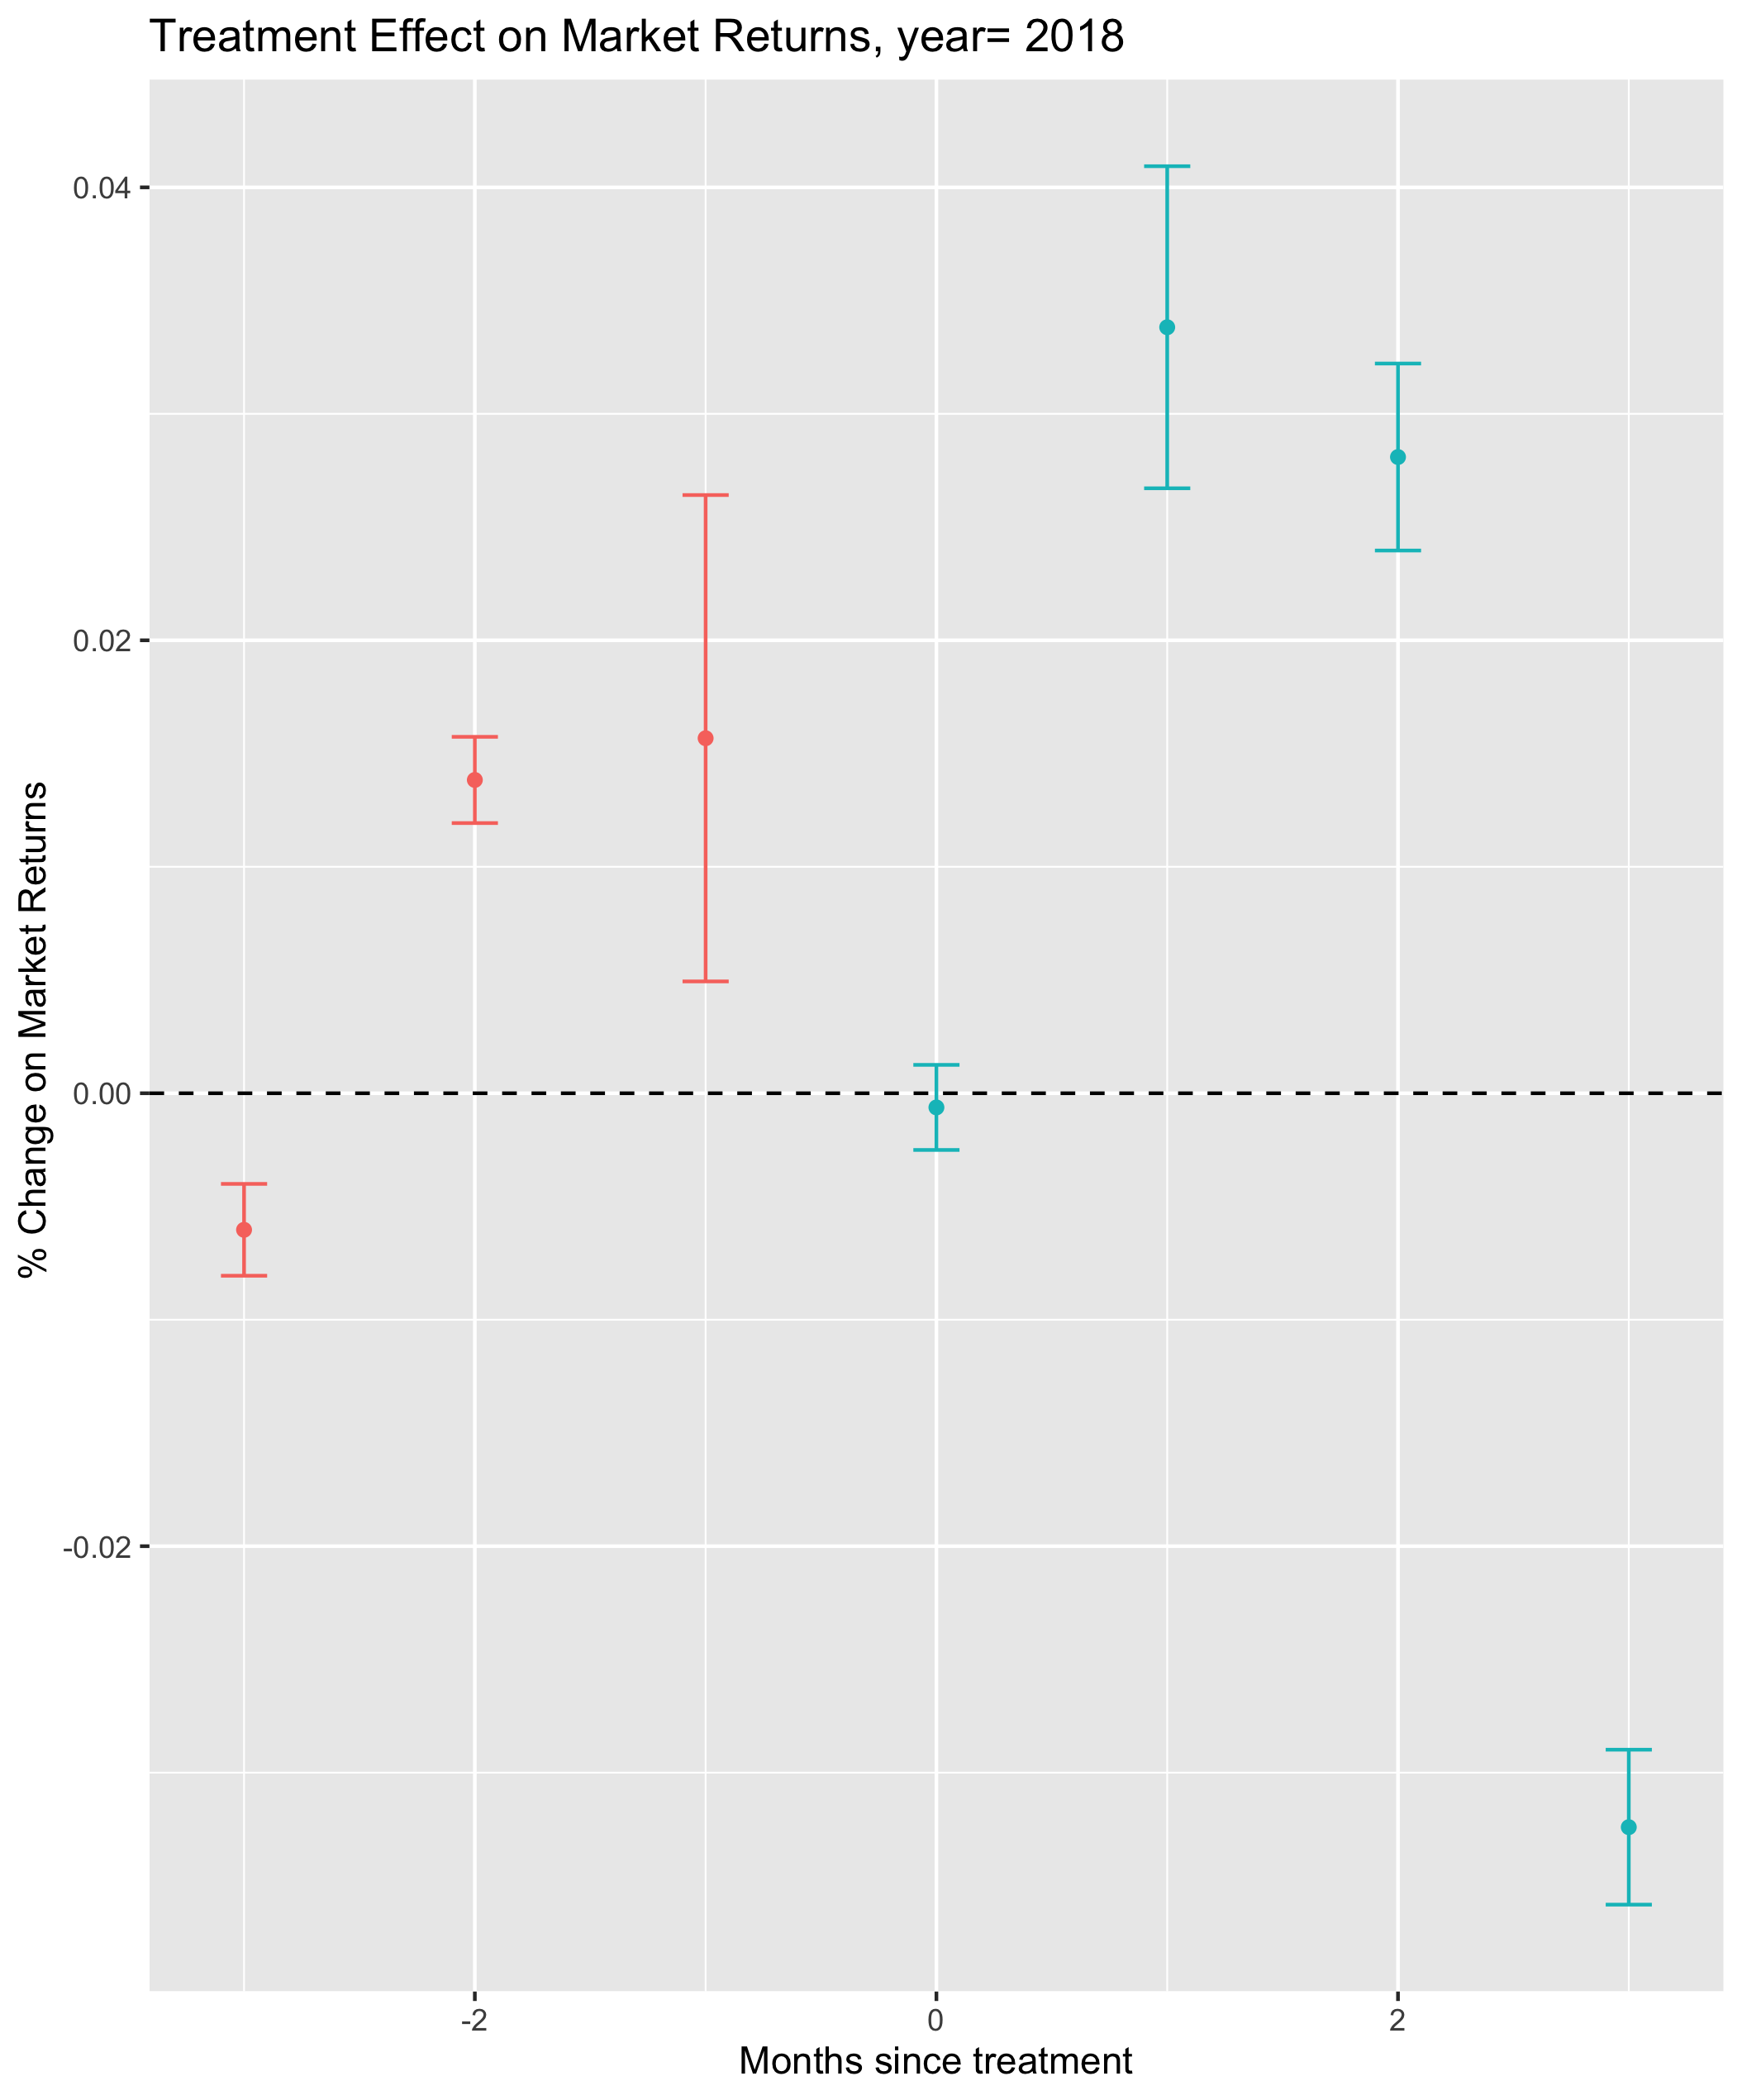 Treatment Effect on Market Returns, year= 2018
% Change on Market Returns
0.04
0.02
0.00
-0.02
-2
0
2
Months since treatment